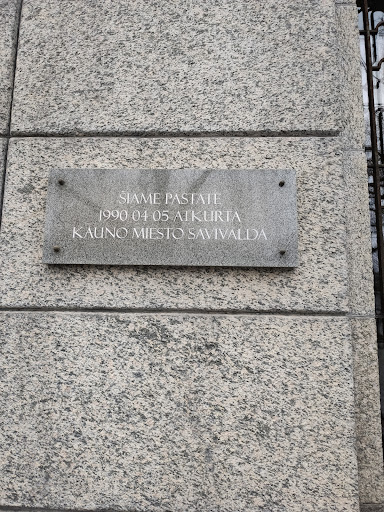 ŠIAME PASTATE
1990 04 05 ATKURTA
KAUNO MIESTO SAVIVALDA